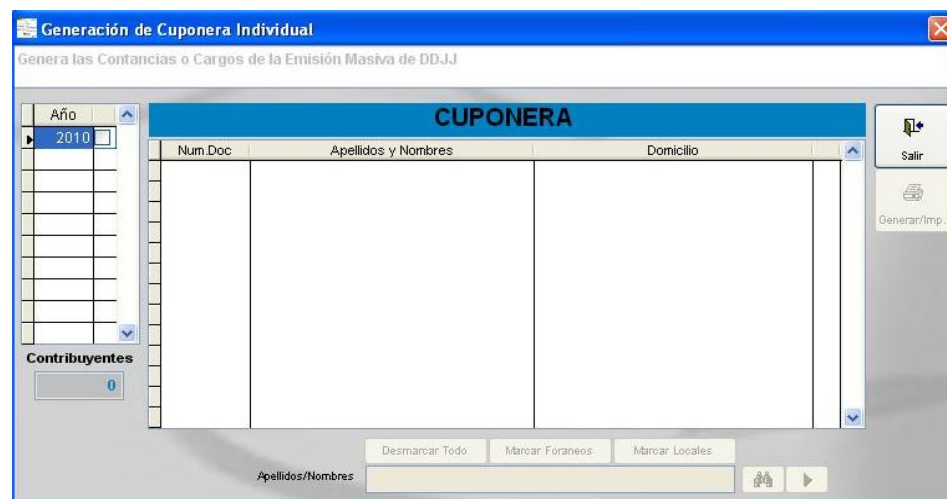 Generación de Cuponera Individual
Genera las Contancias o Cargos de la Emisión Masiva de DDJJ
Año
2010
CUPONERA
Num.Doc Apellidos y Nombres Domicilio
Salir
Generar/Imp.
Contribuyentes
0
Desmarcar Todo Marcar Foraneos Marcar Locales
Apellidos/Nombres